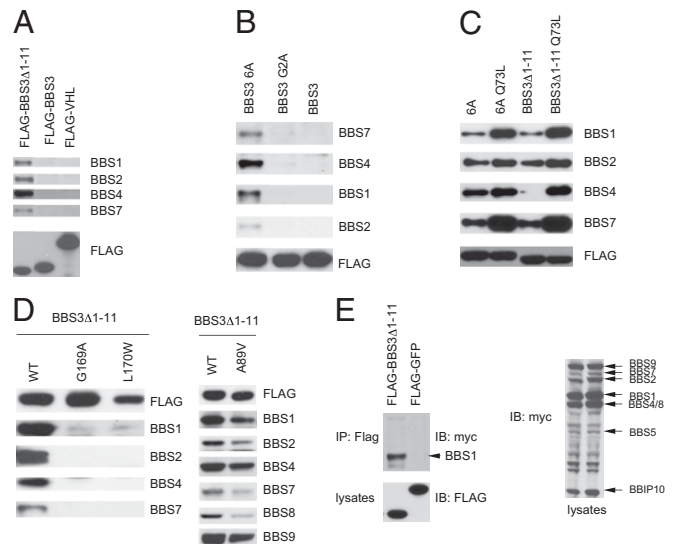 A
FLAG-BBS3Δ1-11
FLAG-BBS3
FLAG-VHL
BBS1
BBS2
BBS4
BBS7
FLAG
B
BBS3 6A
BBS3 G2A
BBS3
BBS7
BBS4
BBS1
BBS2
FLAG
C
6A
6A Q73L
BBS3Δ1-11
BBS3Δ1-11 Q73L
BBS1
BBS2
BBS4
BBS7
FLAG
D
BBS3Δ1-11
WT
G169A
L170W
FLAG
BBS1
BBS2
BBS4
BBS7
BBS3Δ1-11
WT
A89V
FLAG
BBS1
BBS2
BBS4
BBS7
BBS8
BBS9
E
FLAG-BBS3Δ1-11
FLAG-GFP
IP: Flag
IB: myc
BBS1
lysates
IB: FLAG
IB: myc
BBS9
BBS7
BBS2
BBS1
BBS4/8
BBS5
BBIP10
lysates